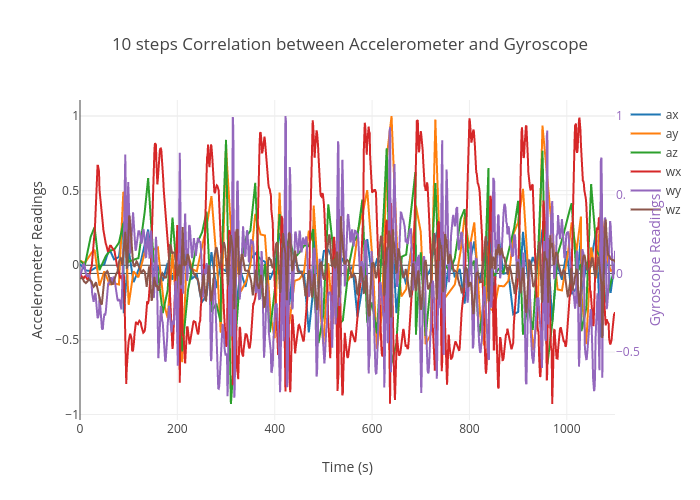 10 steps Correlation between Accelerometer and Gyroscope
Accelerometer Readings
1
0.5
0
−0.5
−1
0
200
400
600
800
1000
Time (s)
1
0.
0
−0.5
Gyroscope Readings
ax
ay
az
wx
wy
wz